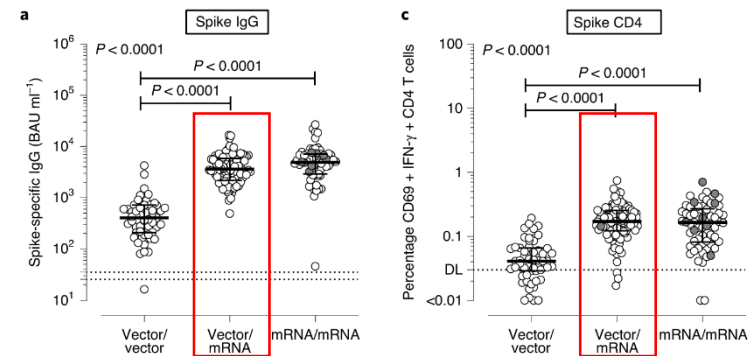 a
Spike IgG
P < 0.0001
P < 0.0001
P < 0.0001
Spike-specific IgG (BAU ml⁻¹)
10⁶
10⁵
10⁴
10³
10²
10¹
Vector/
vector
Vector/
mRNA
mRNA/mRNA
c
Spike CD4
P < 0.0001
P < 0.0001
P < 0.0001
Percentage CD69 + IFN-γ + CD4 T cells
100
10
1
0.1
DL
<0.01
Vector/
vector
Vector/
mRNA
mRNA/mRNA